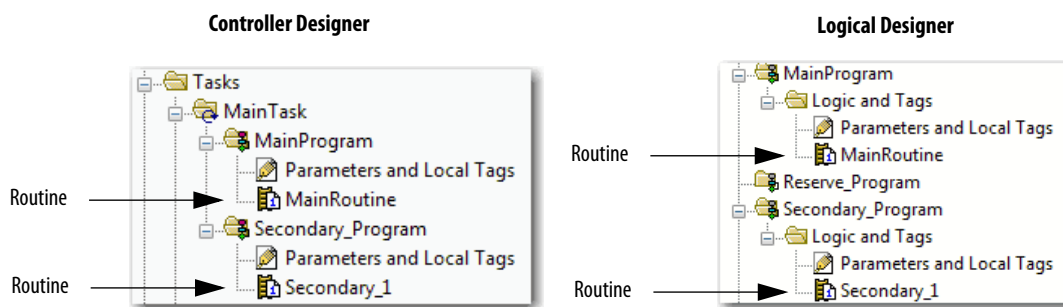 Controller Designer
Tasks
MainTask
MainProgram
Parameters and Local Tags
Routine
MainRoutine
Secondary_Program
Parameters and Local Tags
Routine
Secondary_1
Logical Designer
MainProgram
Logic and Tags
Parameters and Local Tags
Routine
MainRoutine
Reserve_Program
Secondary_Program
Logic and Tags
Parameters and Local Tags
Routine
Secondary_1